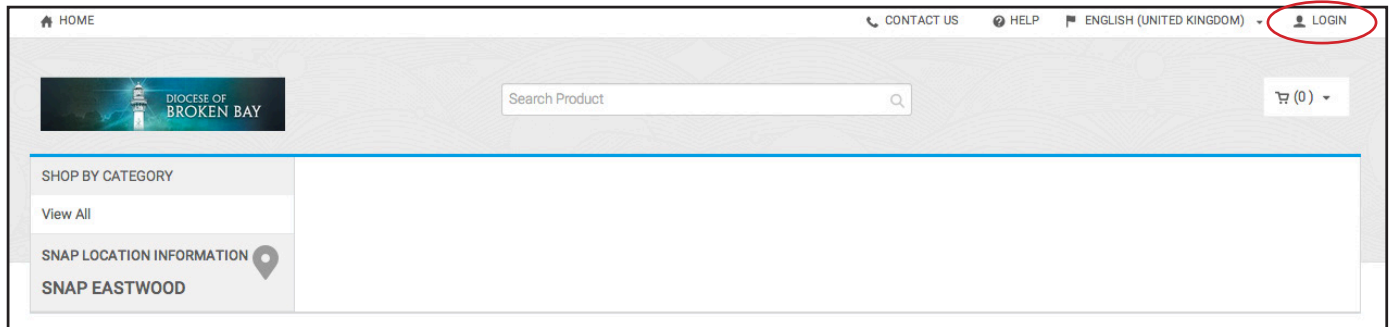 HOME
CONTACT US
HELP
ENGLISH (UNITED KINGDOM)
LOGIN
DIOCESE OF
BROKEN BAY
Search Product
(0)
SHOP BY CATEGORY
View All
SNAP LOCATION INFORMATION
SNAP EASTWOOD